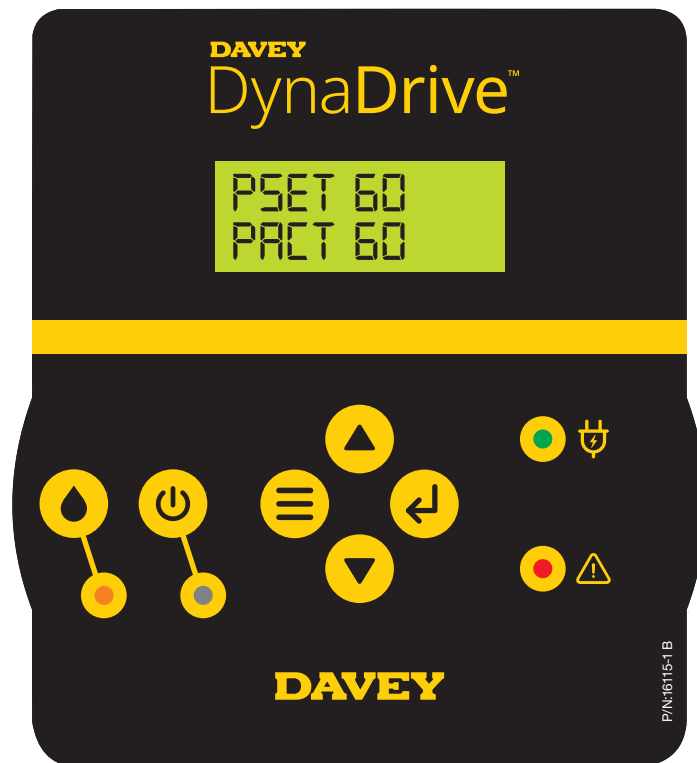 DAVEY
DynaDrive™
PSET 60
PACT 60
DAVEY
P/N:16115-1 B